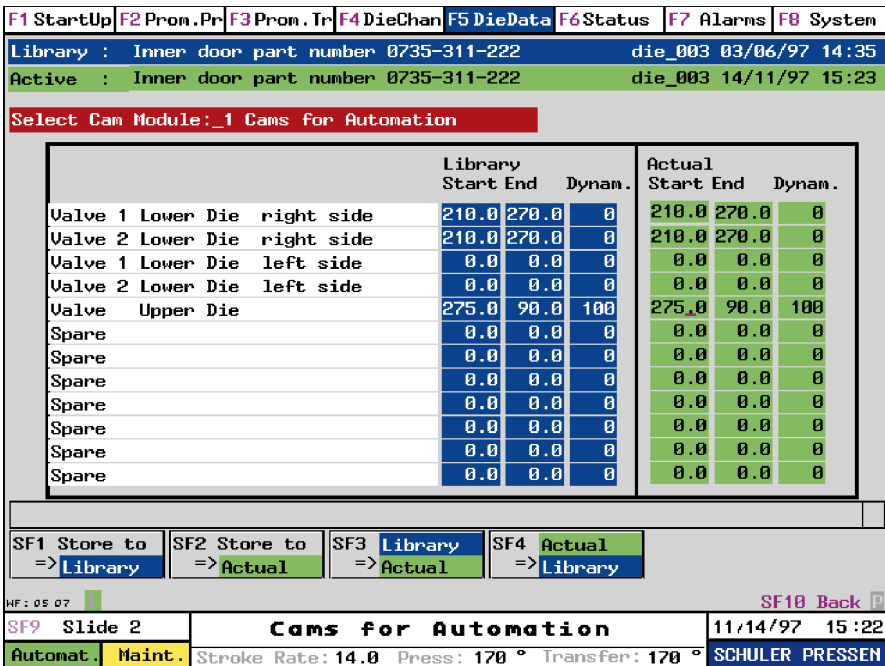 F1 StartUp F2 Prom.Pr F3 Prom.Tr F4 DieChan F5 DieData F6 Status F7 Alarms F8 System
Library : Inner door part number 0735-311-222 die_003 03/06/97 14:35
Active : Inner door part number 0735-311-222 die_003 14/11/97 15:23
Select Cam Module:_1 Cams for Automation
Library Actual
Start End Dynam. Start End Dynam.
Valve 1 Lower Die right side 210.0 270.0 0 210.0 270.0 0
Valve 2 Lower Die right side 210.0 270.0 0 210.0 270.0 0
Valve 1 Lower Die left side 0.0 0.0 0 0.0 0.0 0
Valve 2 Lower Die left side 0.0 0.0 0 0.0 0.0 0
Valve Upper Die 275.0 90.0 100 275.0 90.0 100
Spare 0.0 0.0 0 0.0 0.0 0
Spare 0.0 0.0 0 0.0 0.0 0
Spare 0.0 0.0 0 0.0 0.0 0
Spare 0.0 0.0 0 0.0 0.0 0
Spare 0.0 0.0 0 0.0 0.0 0
Spare 0.0 0.0 0 0.0 0.0 0
Spare 0.0 0.0 0 0.0 0.0 0
SF1 Store to SF2 Store to SF3 Library SF4 Actual
=> Library => Actual => Actual => Library
WF: 05 07 SF10 Back P
SF9 Slide 2 Cams for Automation 11/14/97 15:22
Automat. Maint. Stroke Rate: 14.0 Press: 170 ° Transfer: 170 ° SCHULER PRESSEN